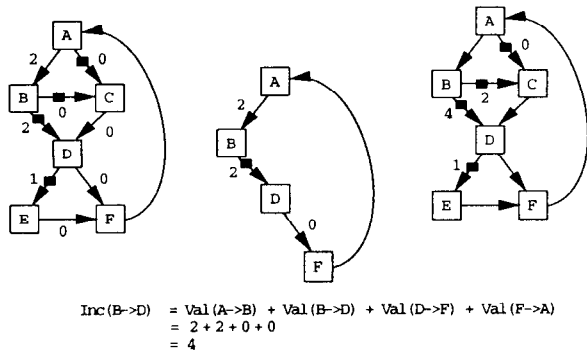 A
2 0
B C
0
2 0
D
1 0
E F
0
A
2
B
2
D
0
F
A
0
B C
2
4
D
1
E F
Inc(B->D) = Val(A->B) + Val(B->D) + Val(D->F) + Val(F->A)
= 2 + 2 + 0 + 0
= 4